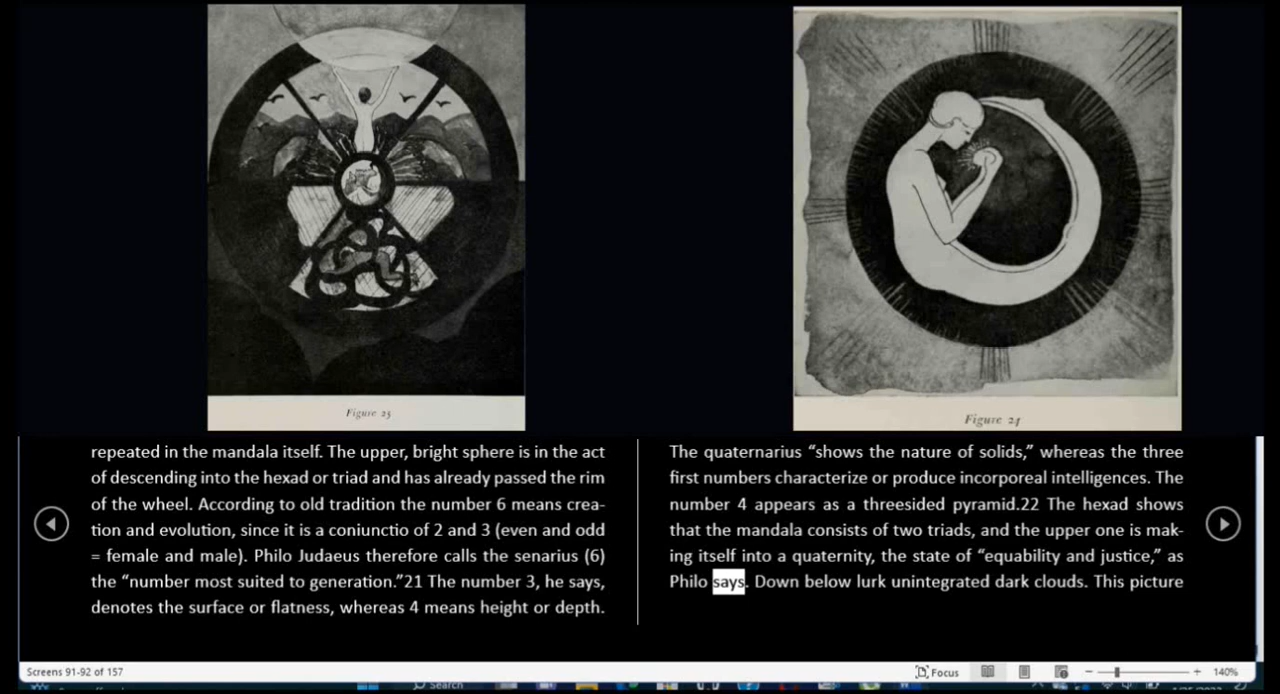 Figure 25
Figure 24
repeated in the mandala itself. The upper, bright sphere is in the act
of descending into the hexad or triad and has already passed the rim
of the wheel. According to old tradition the number 6 means crea-
tion and evolution, since it is a coniunctio of 2 and 3 (even and odd
= female and male). Philo Judaeus therefore calls the senarius (6)
the “number most suited to generation.”21 The number 3, he says,
denotes the surface or flatness, whereas 4 means height or depth.
The quaternarius “shows the nature of solids,” whereas the three
first numbers characterize or produce incorporeal intelligences. The
number 4 appears as a threesided pyramid.22 The hexad shows
that the mandala consists of two triads, and the upper one is mak-
ing itself into a quaternity, the state of “equability and justice,” as
Philo says. Down below lurk unintegrated dark clouds. This picture
Screens 91-92 of 157
Focus
140%
Search